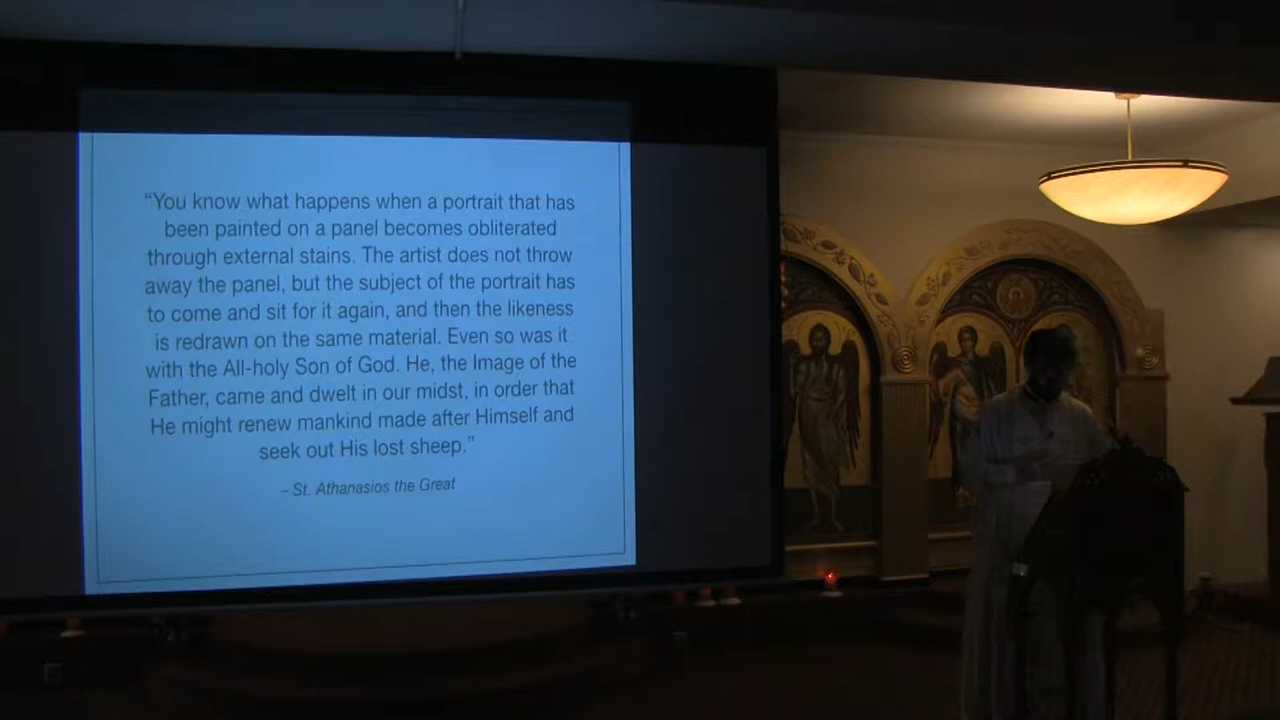 “You know what happens when a portrait that has
been painted on a panel becomes obliterated
through external stains. The artist does not throw
away the panel, but the subject of the portrait has
to come and sit for it again, and then the likeness
is redrawn on the same material. Even so was it
with the All-holy Son of God. He, the Image of the
Father, came and dwelt in our midst, in order that
He might renew mankind made after Himself and
seek out His lost sheep.”
– St. Athanasios the Great